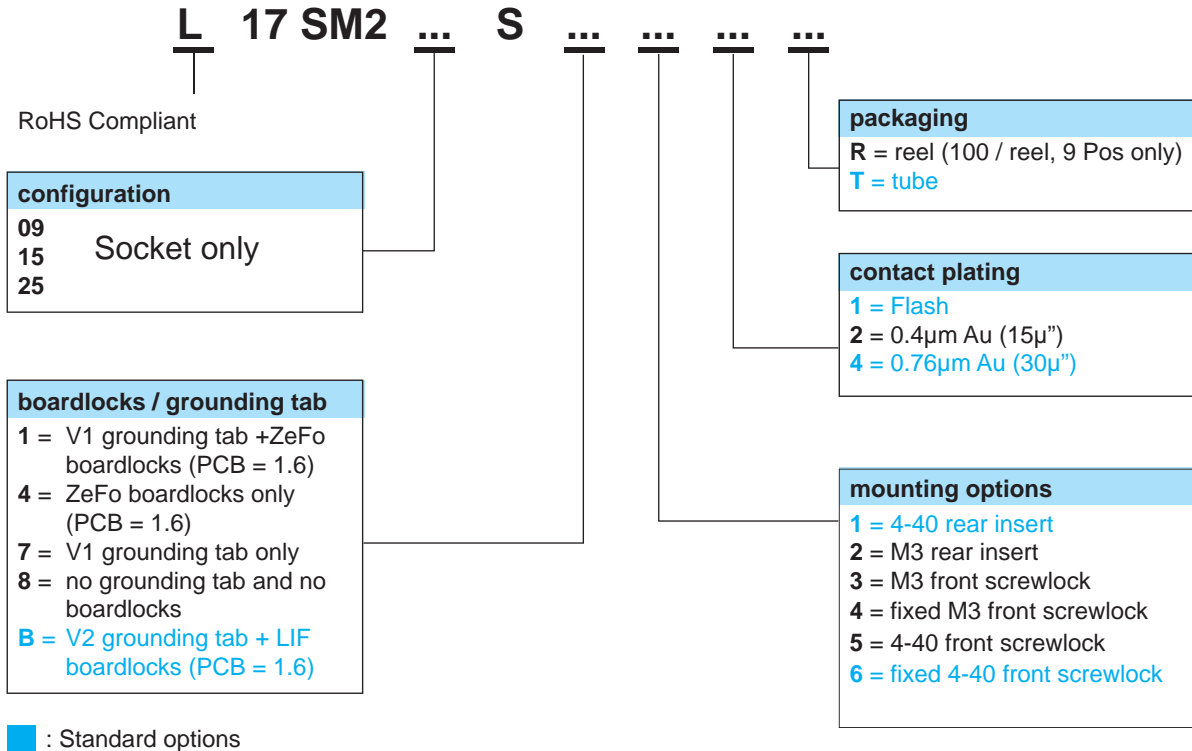 L 17 SM2 ... S ... ... ... ...
RoHS Compliant
configuration
09
15
25
Socket only
boardlocks / grounding tab
1 = V1 grounding tab +ZeFo
boardlocks (PCB = 1.6)
4 = ZeFo boardlocks only
(PCB = 1.6)
7 = V1 grounding tab only
8 = no grounding tab and no
boardlocks
B = V2 grounding tab + LIF
boardlocks (PCB = 1.6)
: Standard options
packaging
R = reel (100 / reel, 9 Pos only)
T = tube
contact plating
1 = Flash
2 = 0.4µm Au (15µ”)
4 = 0.76µm Au (30µ”)
mounting options
1 = 4-40 rear insert
2 = M3 rear insert
3 = M3 front screwlock
4 = fixed M3 front screwlock
5 = 4-40 front screwlock
6 = fixed 4-40 front screwlock